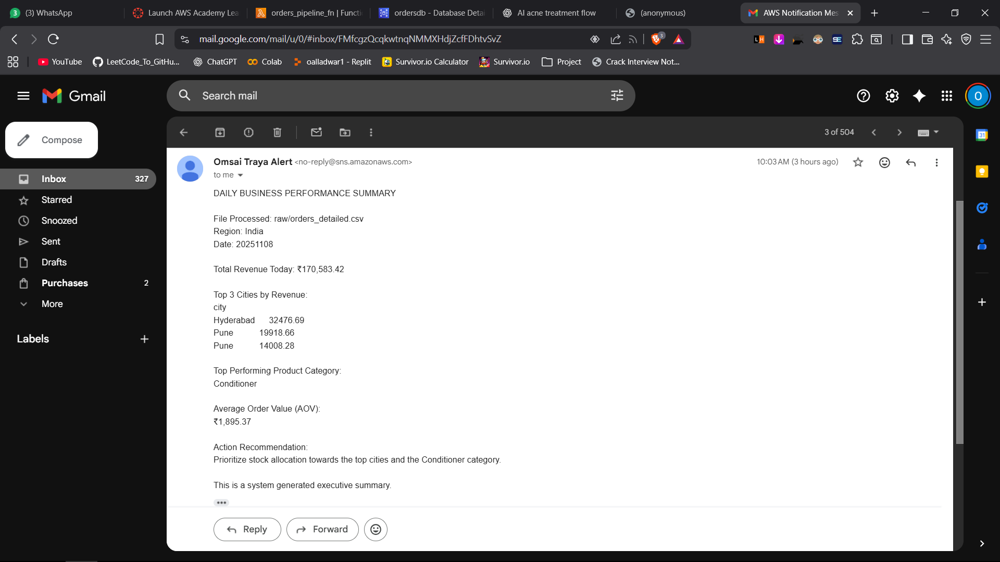 3
(3) WhatsApp
Launch AWS Academy Lea
orders_pipeline_fn | Functi
ordersdb - Database Detai
AI acne treatment flow
(anonymous)
AWS Notification Mes
mail.google.com/mail/u/0/#inbox/FMfcgzQcqkwtnqNMMXHdjZcfFDhtvSvZ
3
LH
SE
YouTube
LeetCode_To_GitHu...
ChatGPT
Colab
oalladwar1 - Replit
Survivor.io Calculator
Survivor.io
Project
Crack Interview Not...
Gmail
Search mail
O
Compose
3 of 504
31
Inbox 327
Starred
Snoozed
Sent
Drafts
Purchases 2
More
Labels
Omsai Traya Alert <no-reply@sns.amazonaws.com>
10:03 AM (3 hours ago)
to me
DAILY BUSINESS PERFORMANCE SUMMARY
File Processed: raw/orders_detailed.csv
Region: India
Date: 20251108
Total Revenue Today: ₹170,583.42
Top 3 Cities by Revenue:
city
Hyderabad 32476.69
Pune 19918.66
Pune 14008.28
Top Performing Product Category:
Conditioner
Average Order Value (AOV):
₹1,895.37
Action Recommendation:
Prioritize stock allocation towards the top cities and the Conditioner category.
This is a system generated executive summary.
Reply
Forward